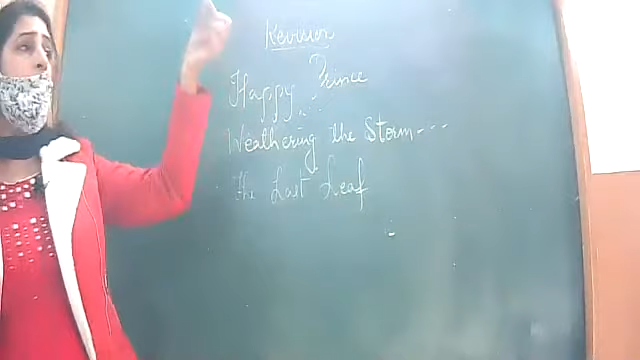 Revision
Happy Prince
Weathering the Storm---
The Last Leaf